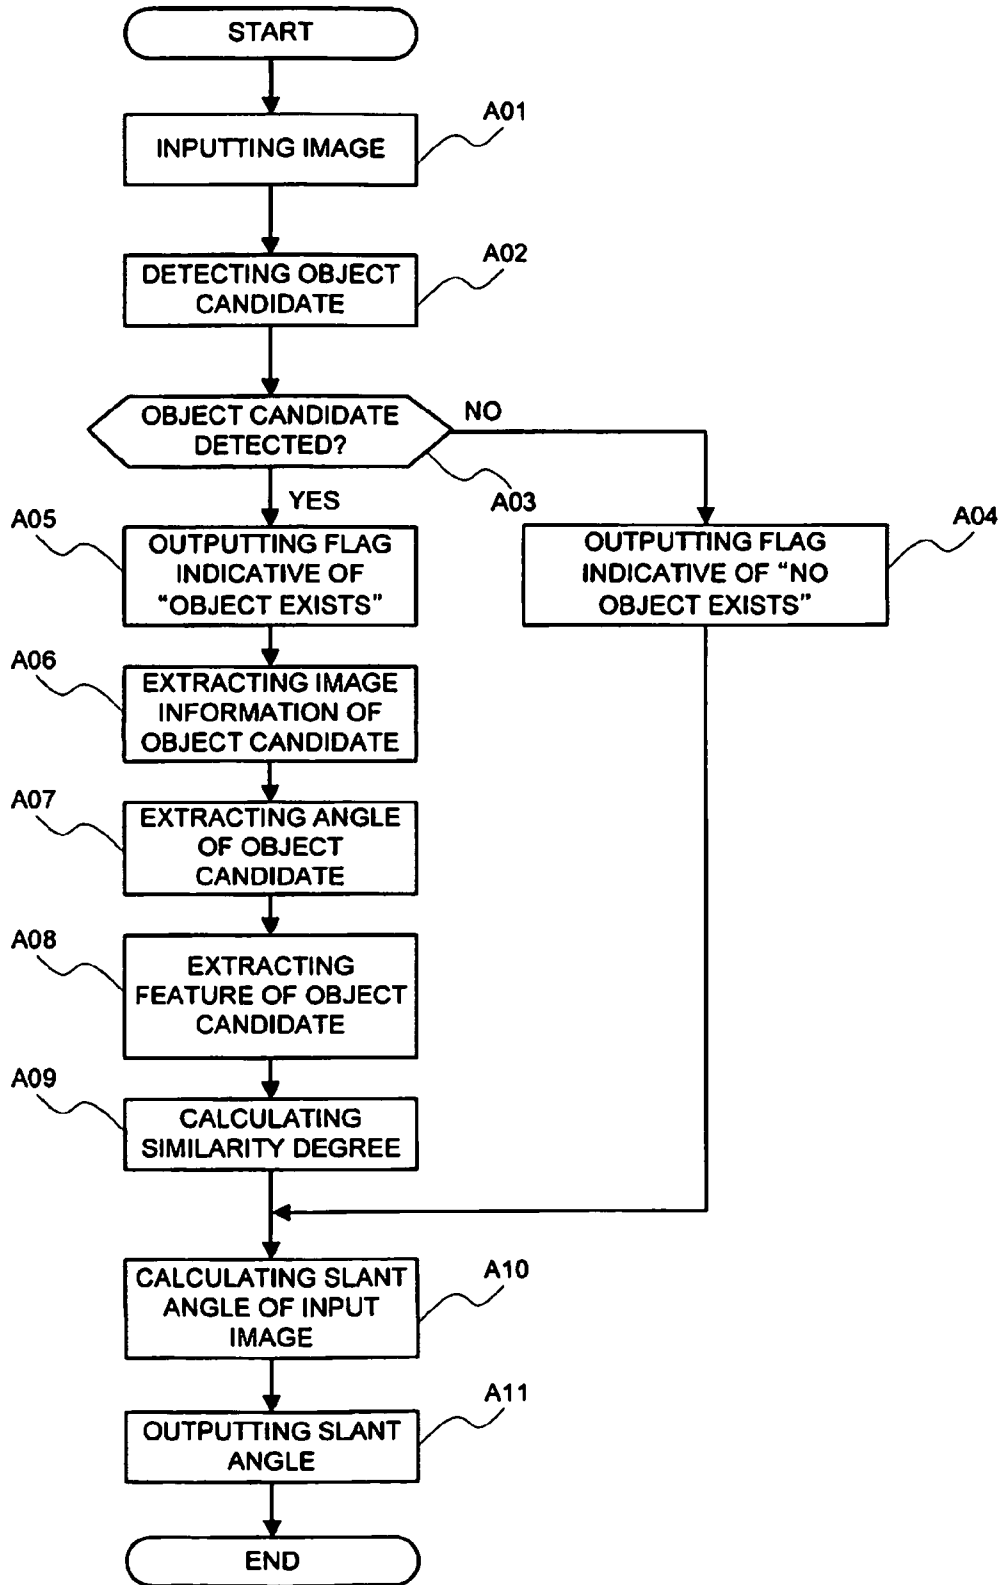 START
A01
INPUTTING IMAGE
A02
DETECTING OBJECT
CANDIDATE
OBJECT CANDIDATE
DETECTED?
NO
A03
YES
A05
OUTPUTTING FLAG
INDICATIVE OF
“OBJECT EXISTS”
A04
OUTPUTTING FLAG
INDICATIVE OF “NO
OBJECT EXISTS”
A06
EXTRACTING IMAGE
INFORMATION OF
OBJECT CANDIDATE
A07
EXTRACTING ANGLE
OF OBJECT
CANDIDATE
A08
EXTRACTING
FEATURE OF OBJECT
CANDIDATE
A09
CALCULATING
SIMILARITY DEGREE
A10
CALCULATING SLANT
ANGLE OF INPUT
IMAGE
A11
OUTPUTTING SLANT
ANGLE
END